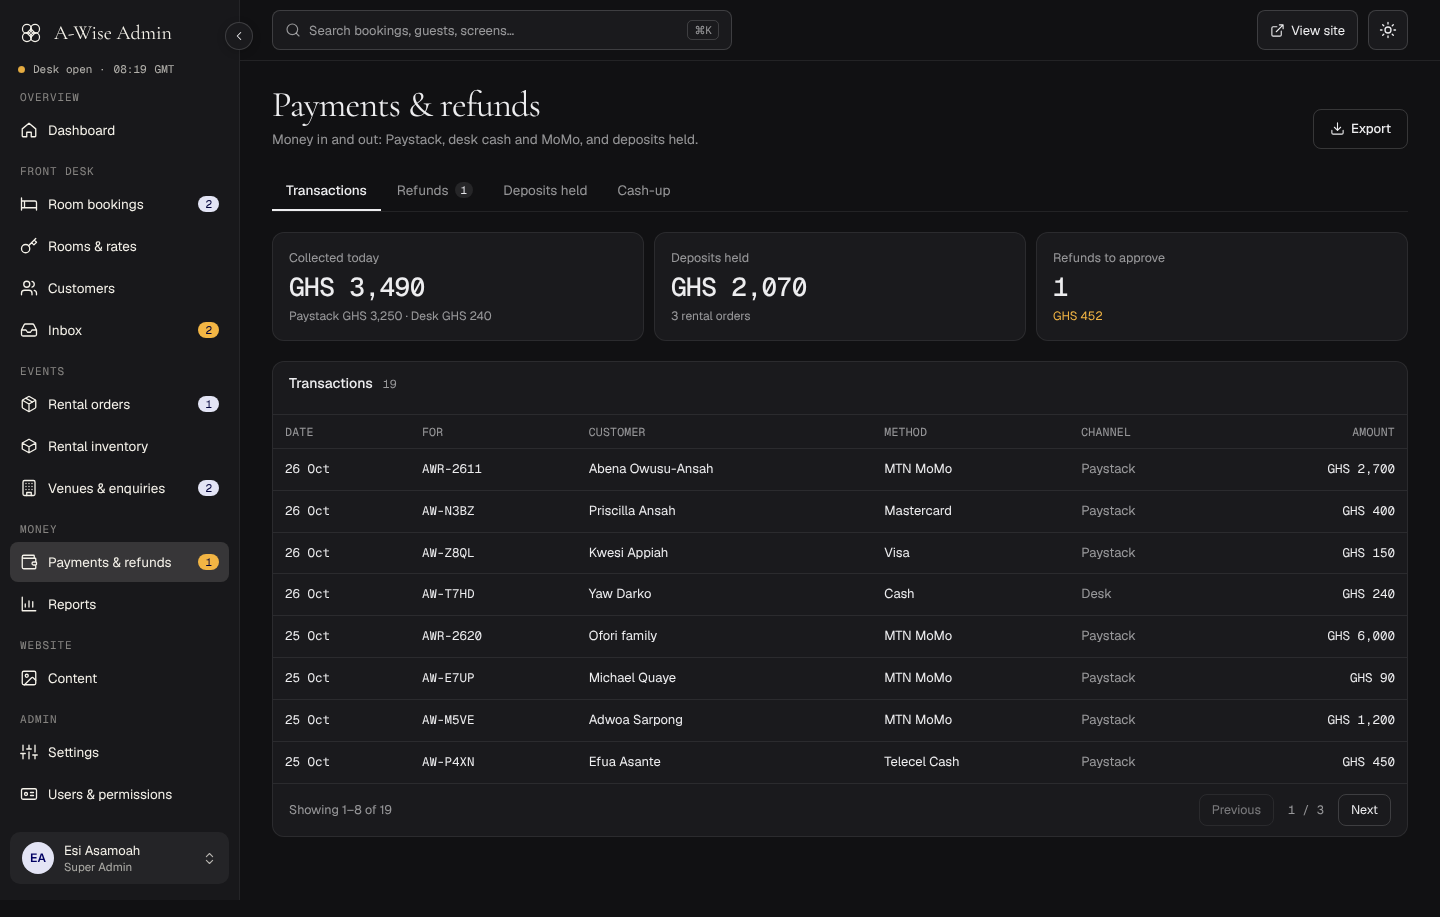 A-Wise Admin
Desk open · 08:19 GMT
OVERVIEW
Dashboard
FRONT DESK
Room bookings 2
Rooms & rates
Customers
Inbox 2
EVENTS
Rental orders 1
Rental inventory
Venues & enquiries 2
MONEY
Payments & refunds 1
Reports
WEBSITE
Content
ADMIN
Settings
Users & permissions
EA Esi Asamoah
Super Admin
Search bookings, guests, screens... ⌘K
View site
Payments & refunds
Money in and out: Paystack, desk cash and MoMo, and deposits held.
Export
Transactions Refunds 1 Deposits held Cash-up
Collected today
GHS 3,490
Paystack GHS 3,250 · Desk GHS 240
Deposits held
GHS 2,070
3 rental orders
Refunds to approve
1
GHS 452
Transactions 19
DATE FOR CUSTOMER METHOD CHANNEL AMOUNT
26 Oct AWR-2611 Abena Owusu-Ansah MTN MoMo Paystack GHS 2,700
26 Oct AW-N3BZ Priscilla Ansah Mastercard Paystack GHS 400
26 Oct AW-Z8QL Kwesi Appiah Visa Paystack GHS 150
26 Oct AW-T7HD Yaw Darko Cash Desk GHS 240
25 Oct AWR-2620 Ofori family MTN MoMo Paystack GHS 6,000
25 Oct AW-E7UP Michael Quaye MTN MoMo Paystack GHS 90
25 Oct AW-M5VE Adwoa Sarpong MTN MoMo Paystack GHS 1,200
25 Oct AW-P4XN Efua Asante Telecel Cash Paystack GHS 450
Showing 1–8 of 19
Previous 1 / 3 Next